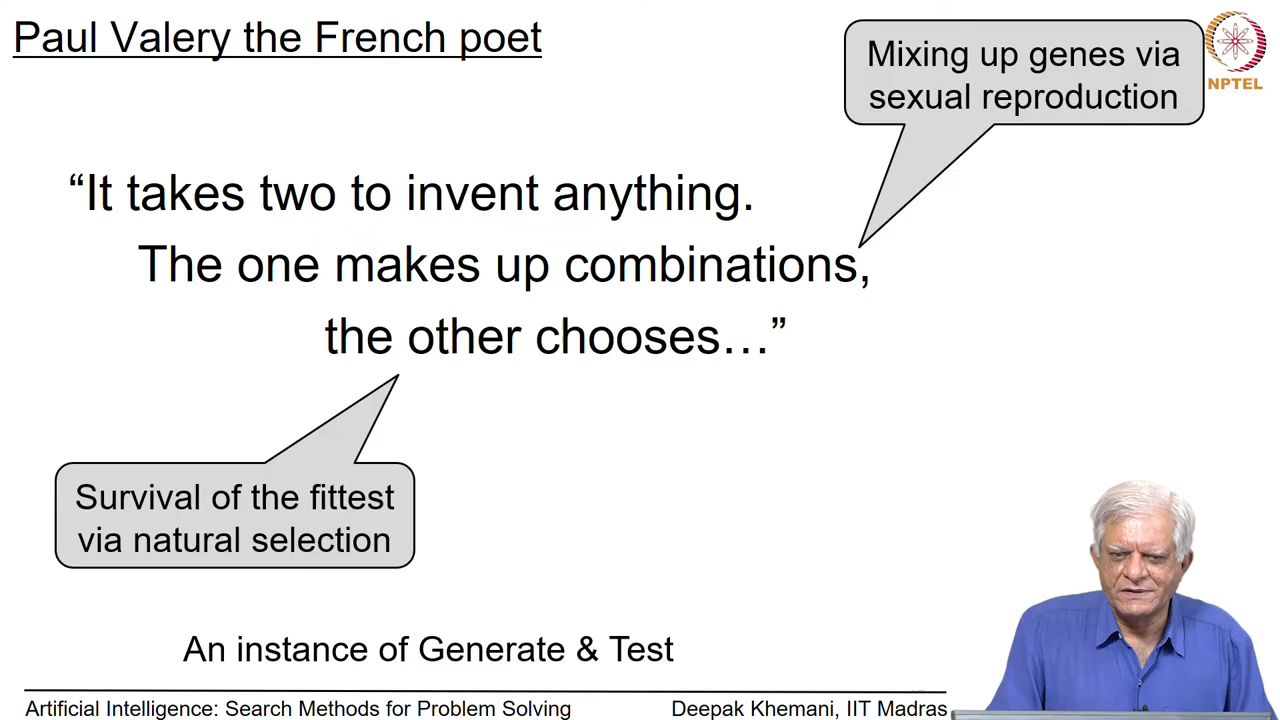 Paul Valery the French poet
Mixing up genes via
sexual reproduction
NPTEL
“It takes two to invent anything.
The one makes up combinations,
the other chooses…”
Survival of the fittest
via natural selection
An instance of Generate & Test
Artificial Intelligence: Search Methods for Problem Solving
Deepak Khemani, IIT Madras